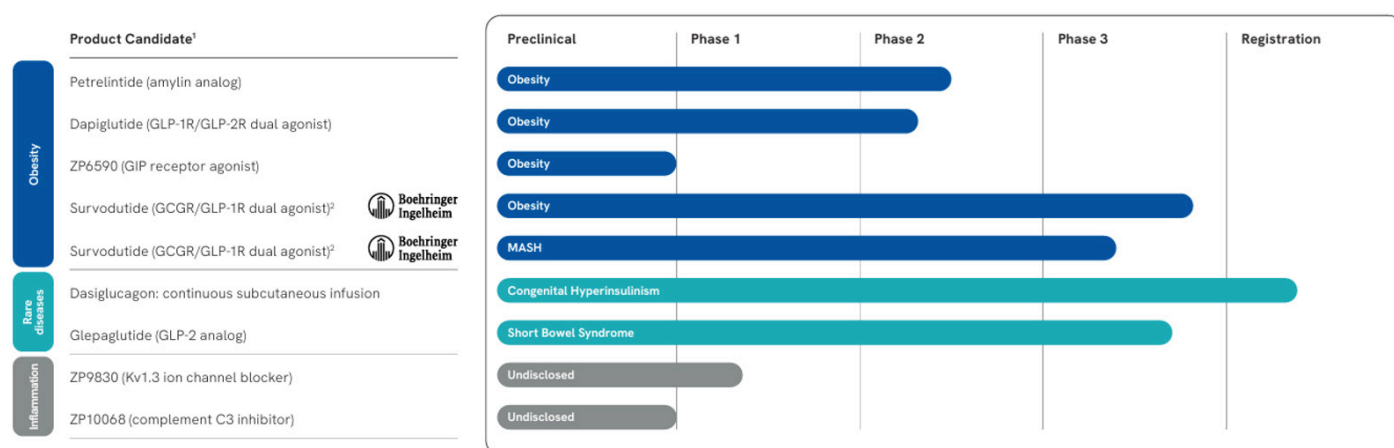 Product Candidate¹
Preclinical
Phase 1
Phase 2
Phase 3
Registration
Obesity
Petrelintide (amylin analog)
Obesity
Dapiglutide (GLP-1R/GLP-2R dual agonist)
Obesity
ZP6590 (GIP receptor agonist)
Obesity
Survodutide (GCGR/GLP-1R dual agonist)²
Boehringer
Ingelheim
Obesity
Survodutide (GCGR/GLP-1R dual agonist)²
Boehringer
Ingelheim
MASH
Rare
diseases
Dasiglucagon: continuous subcutaneous infusion
Congenital Hyperinsulinism
Glepaglutide (GLP-2 analog)
Short Bowel Syndrome
Inflammation
ZP9830 (Kv1.3 ion channel blocker)
Undisclosed
ZP10068 (complement C3 inhibitor)
Undisclosed